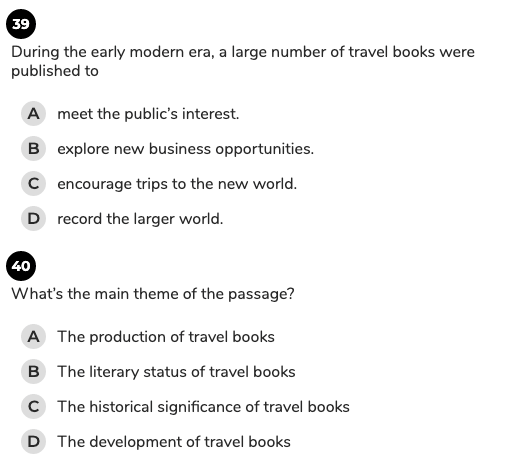 39
During the early modern era, a large number of travel books were
published to
A meet the public's interest.
B explore new business opportunities.
C encourage trips to the new world.
D record the larger world.
40
What's the main theme of the passage?
A The production of travel books
B The literary status of travel books
C The historical significance of travel books
D The development of travel books